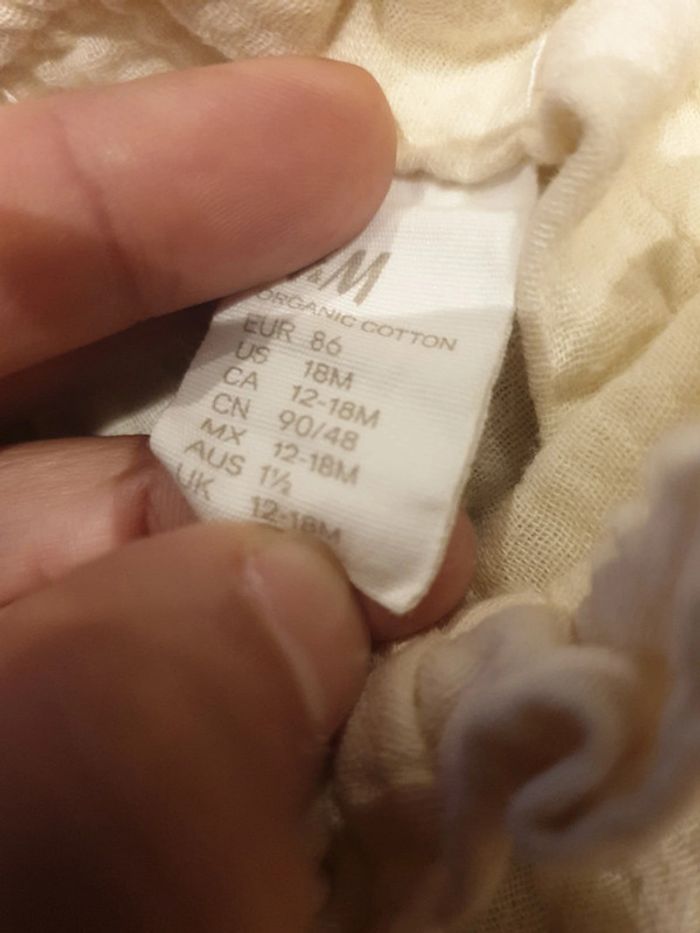 &M
ORGANIC COTTON
EUR 86
US 18M
CA 12-18M
CN 90/48
MX 12-18M
AUS 1½
UK 12-18M